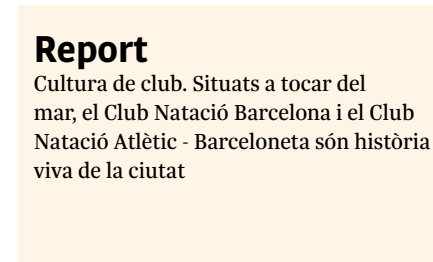 Report
Cultura de club. Situats a tocar del
mar, el Club Natació Barcelona i el Club
Natació Atlètic - Barceloneta són història
viva de la ciutat